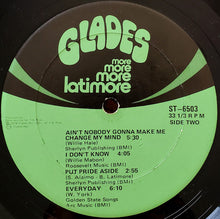 GLADES
more
more
more
more
latimore
ST-6503
33 1/3 RPM
SIDE TWO
AIN'T NOBODY GONNA MAKE ME
CHANGE MY MIND 5:30
(Willie Hale)
Sherlyn Publishing (BMI)
I DON'T KNOW 4:05
(Willie Mabon)
Roosevelt Music (BMI)
PUT PRIDE ASIDE 2:55
(S. Alaimo - B. Latimore)
Sherlyn Publishing (BMI)
EVERYDAY 6:05
W. York)
Golden State Songs
Arc Music (BMI)